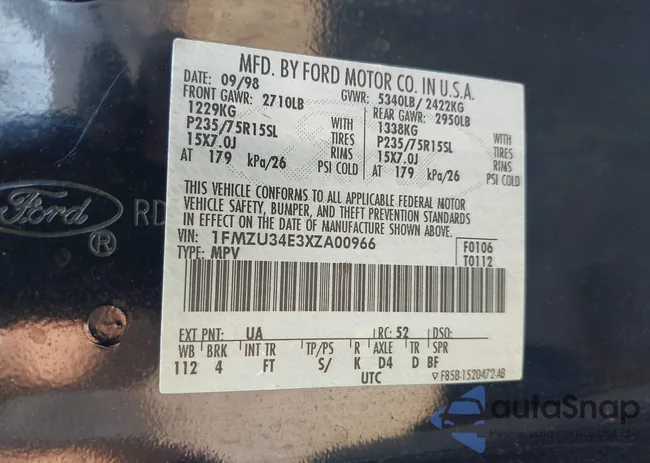 MFD. BY FORD MOTOR CO. IN U.S.A.
DATE: 09/98 GVWR: 5340LB/2422KG
FRONT GAWR: 2710LB REAR GAWR: 2950LB
1229KG WITH 1338KG WITH
P235/75R15SL TIRES P235/75R15SL TIRES
15X7.0J RIMS 15X7.0J RIMS
AT 179 kPa/26 PSI COLD AT 179 kPa/26 PSI COLD
THIS VEHICLE CONFORMS TO ALL APPLICABLE FEDERAL MOTOR
VEHICLE SAFETY, BUMPER, AND THEFT PREVENTION STANDARDS
IN EFFECT ON THE DATE OF MANUFACTURE SHOWN ABOVE.
VIN: 1FMZU34E3XZA00966 F0106
TYPE: MPV T0112
Ford RD
®
EXT PNT: UA RC: 52 DSO:
WB BRK INT TR TP/PS R AXLE TR SPR
112 4 FT S/ K D4 D BF
UTC ▽ F85B-1520472-AB
autoSnap